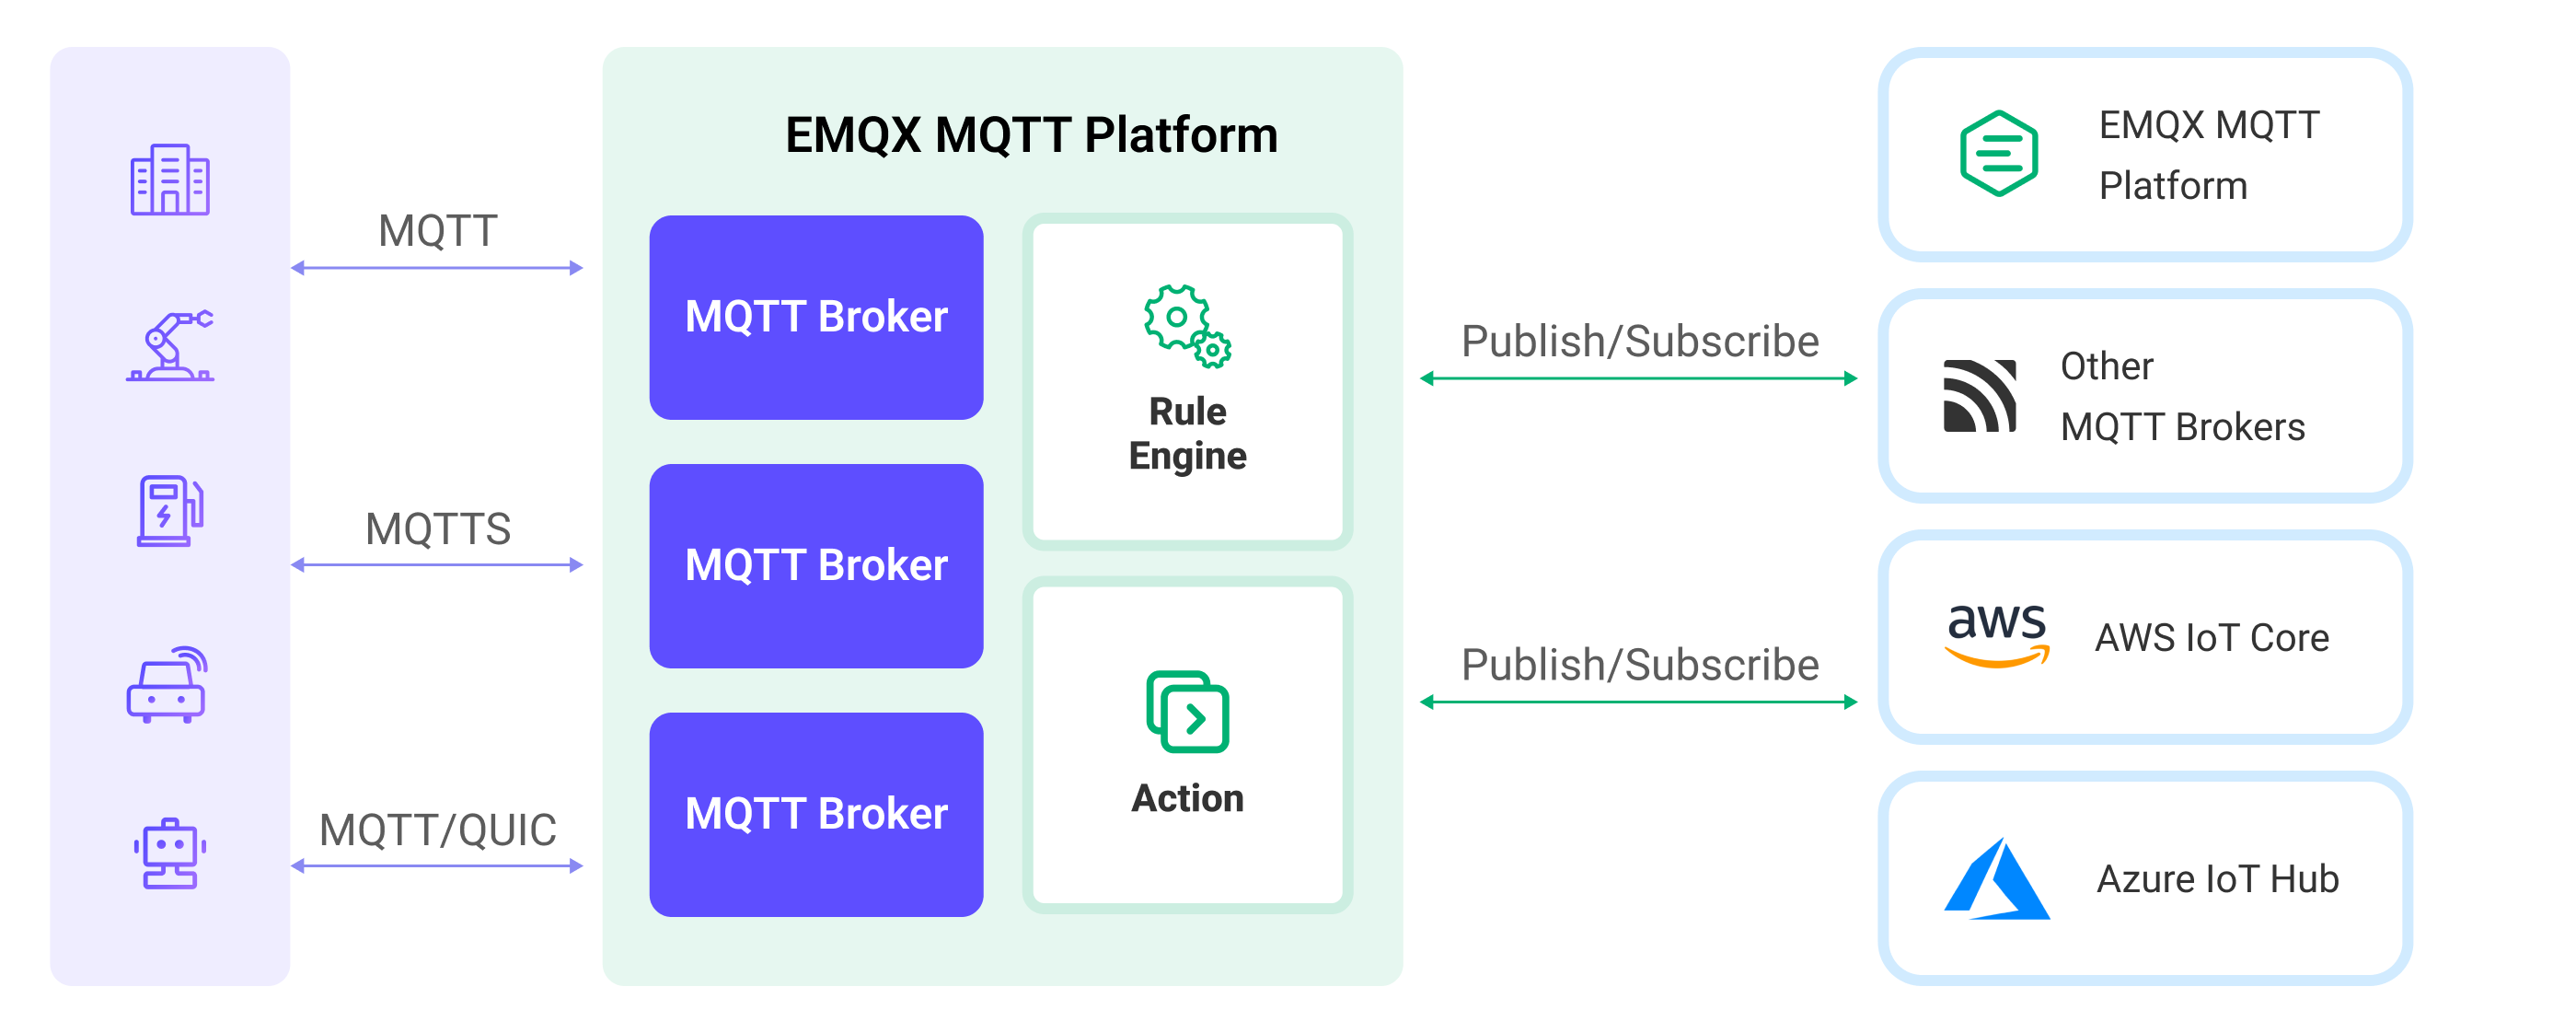 MQTT
MQTTS
MQTT/QUIC
EMQX MQTT Platform
MQTT Broker
MQTT Broker
MQTT Broker
Rule
Engine
Action
Publish/Subscribe
Publish/Subscribe
EMQX MQTT
Platform
Other
MQTT Brokers
aws
AWS IoT Core
Azure IoT Hub